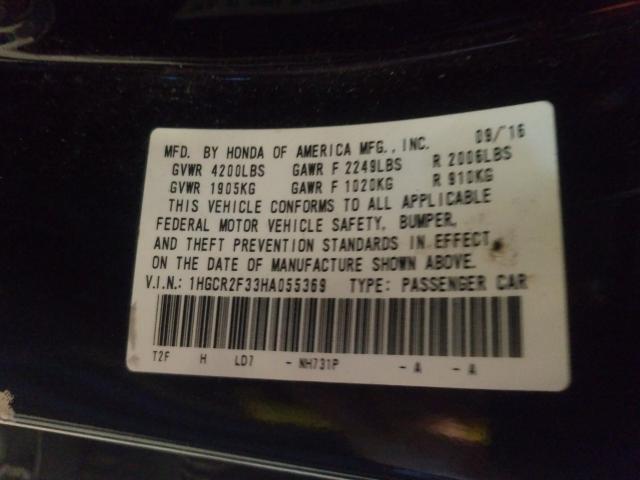 MFD. BY HONDA OF AMERICA MFG., INC. 09/16
GVWR 4200LBS GAWR F 2249LBS R 2006LBS
GVWR 1905KG GAWR F 1020KG R 910KG
THIS VEHICLE CONFORMS TO ALL APPLICABLE
FEDERAL MOTOR VEHICLE SAFETY, BUMPER,
AND THEFT PREVENTION STANDARDS IN EFFECT
ON THE DATE OF MANUFACTURE SHOWN ABOVE.
V.I.N.: 1HGCR2F33HA055369 TYPE: PASSENGER CAR
T2F H LD7 - NH731P - A - A